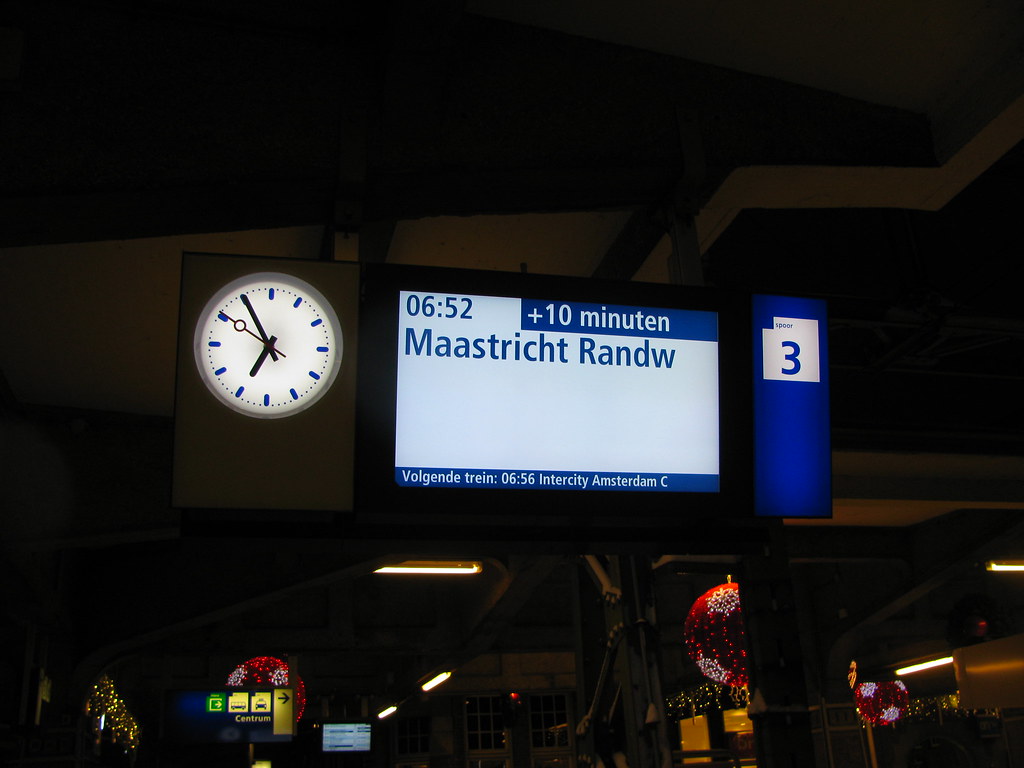 06:52
+10 minuten
Maastricht Randw
Volgende trein: 06:56 Intercity Amsterdam C
spoor
3
Centrum